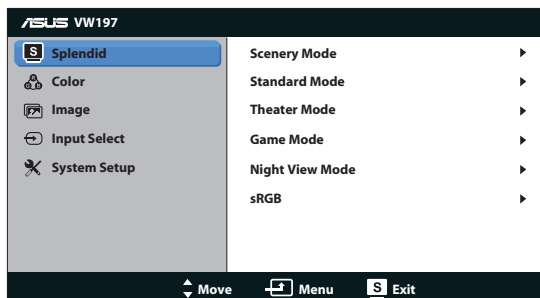 ASUS VW197
S Splendid
Color
Image
Input Select
System Setup
Scenery Mode
Standard Mode
Theater Mode
Game Mode
Night View Mode
sRGB
Move Menu S Exit